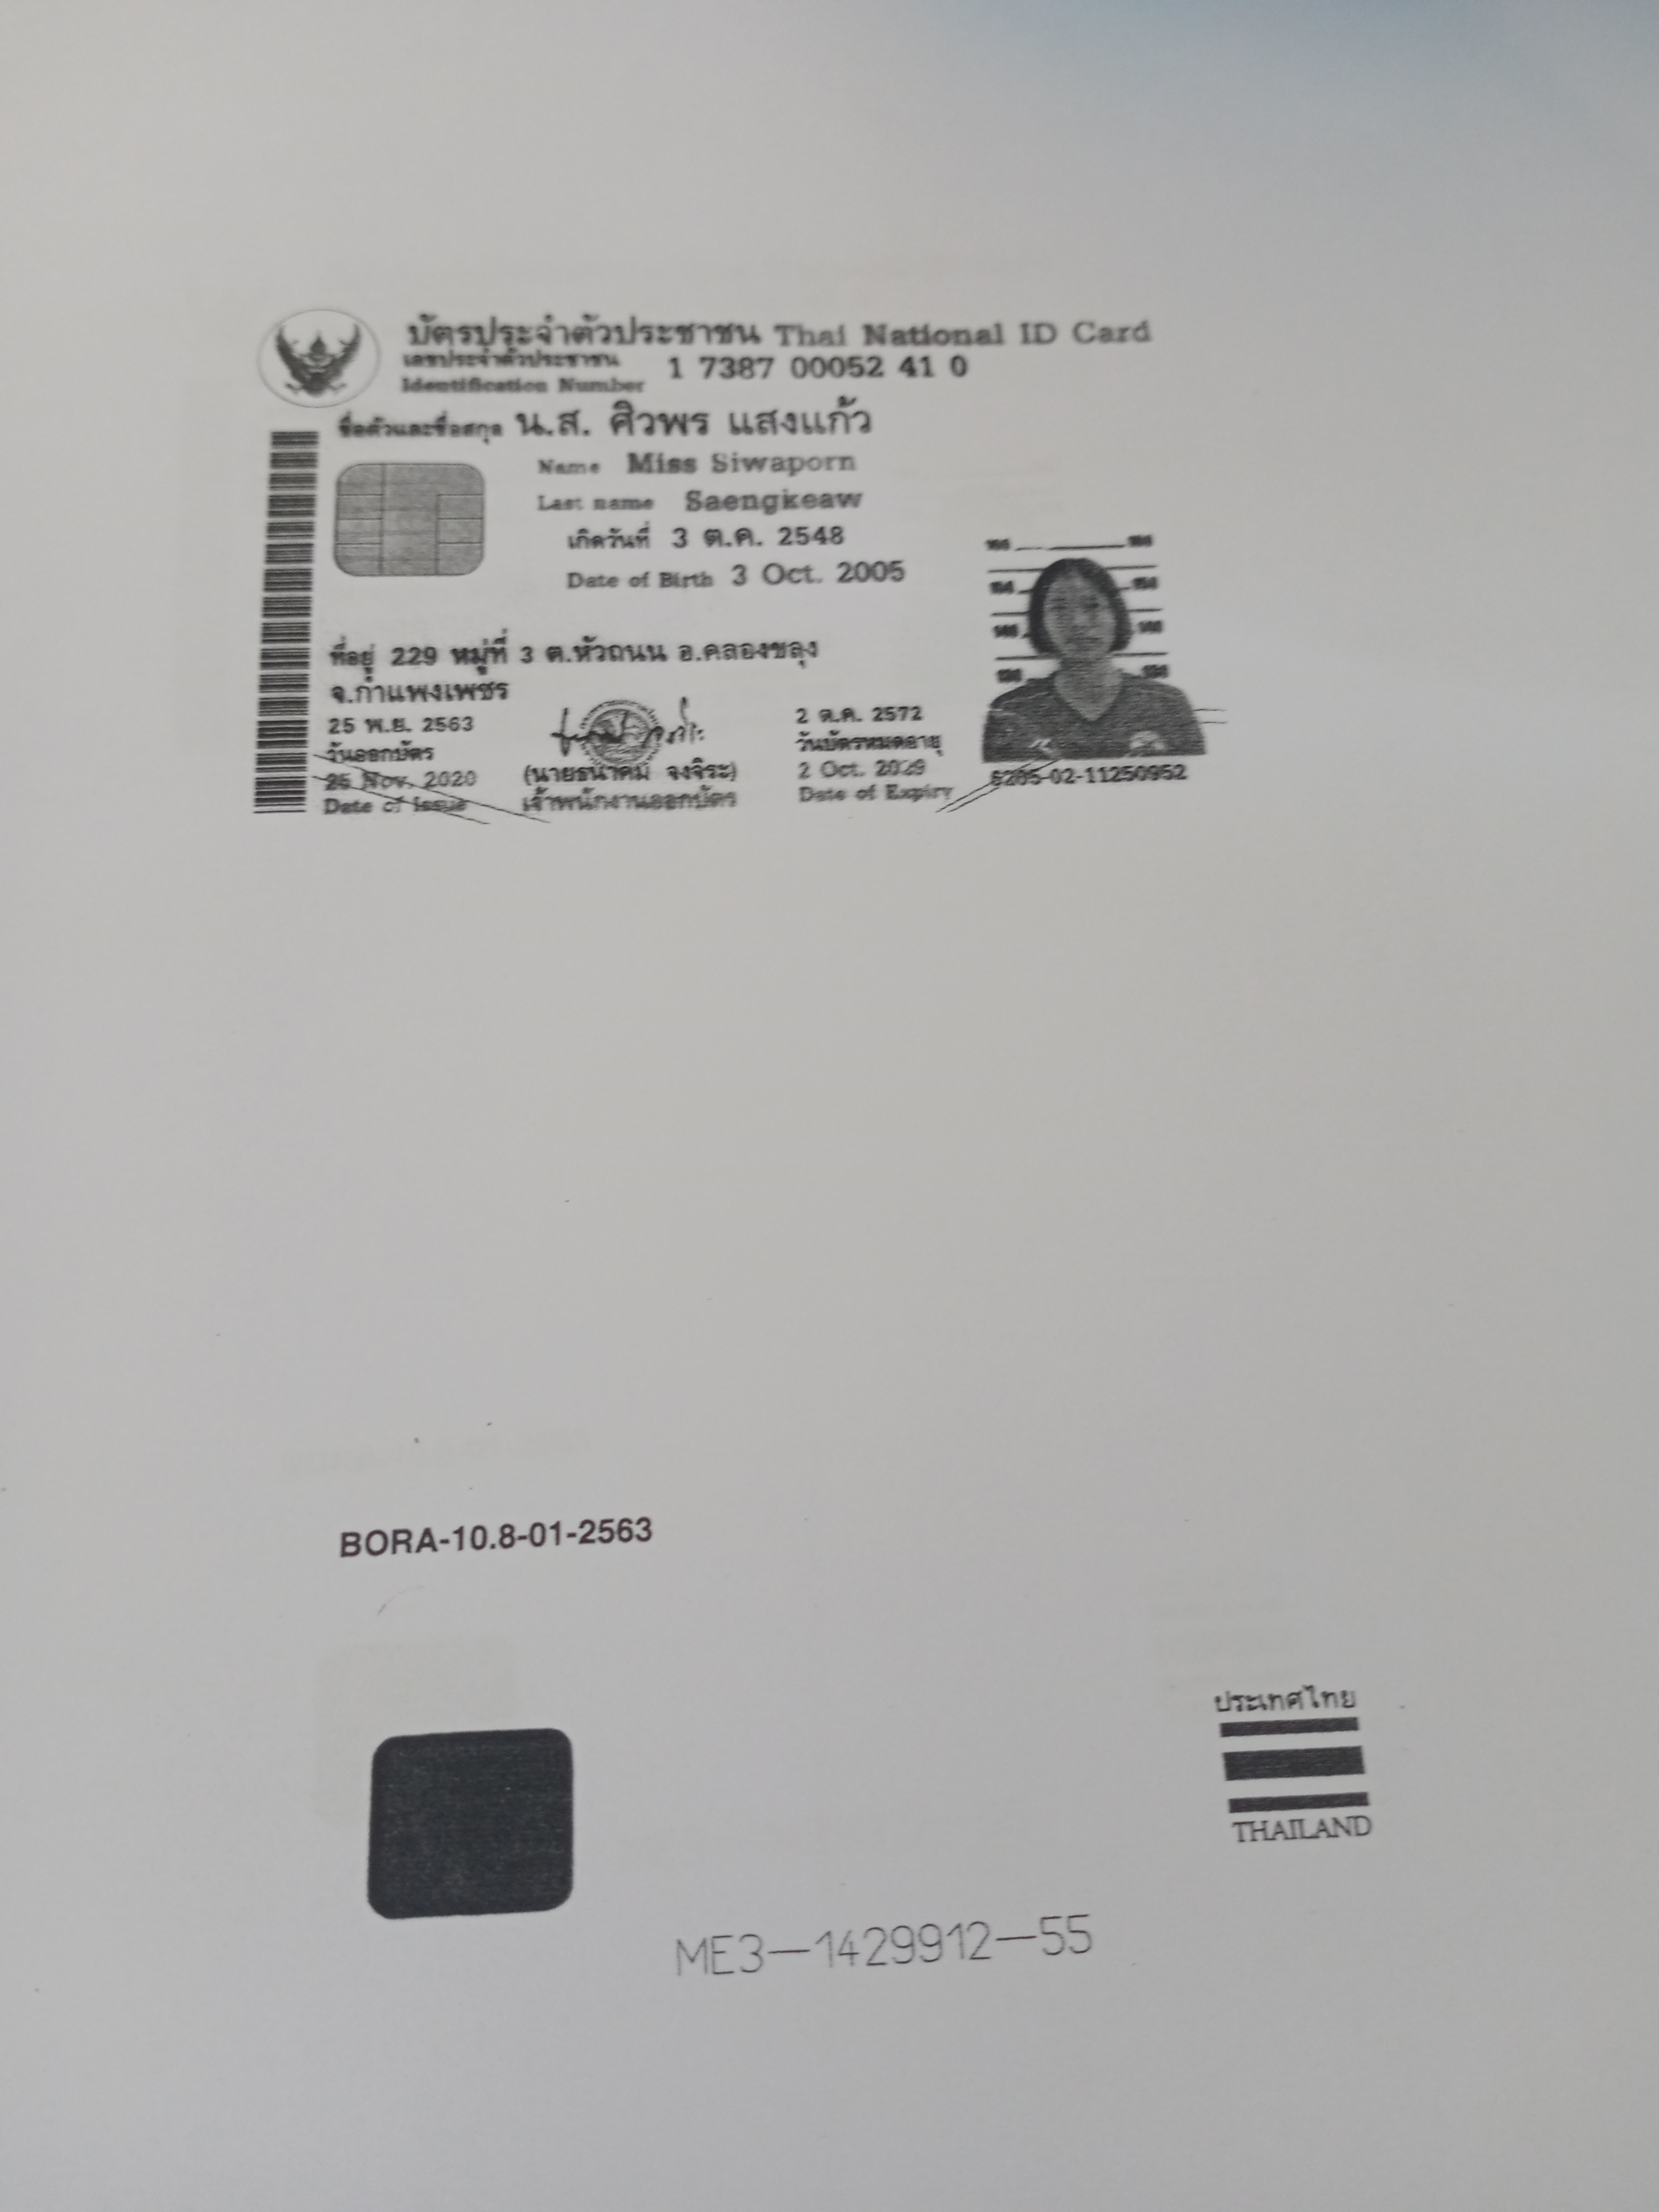 บัตรประจำตัวประชาชน Thai National ID Card
เลขประจำตัวประชาชน
Identification Number 1 7387 00052 41 0
ชื่อตัวและชื่อสกุล น.ส. ศิวพร แสงแก้ว
Name Miss Siwaporn
Last name Saengkeaw
เกิดวันที่ 3 ต.ค. 2548
Date of Birth 3 Oct. 2005
ที่อยู่ 229 หมู่ที่ 3 ต.หัวถนน อ.คลองขลุง
จ.กำแพงเพชร
25 พ.ย. 2563
วันออกบัตร
25 Nov. 2020
Date of Issue
(นายธนาคม จงจิระ)
เจ้าพนักงานออกบัตร
2 ต.ค. 2572
วันบัตรหมดอายุ
2 Oct. 2029
Date of Expiry
6205-02-11250952
BORA-10.8-01-2563
ประเทศไทย
THAILAND
ME3-1429912-55